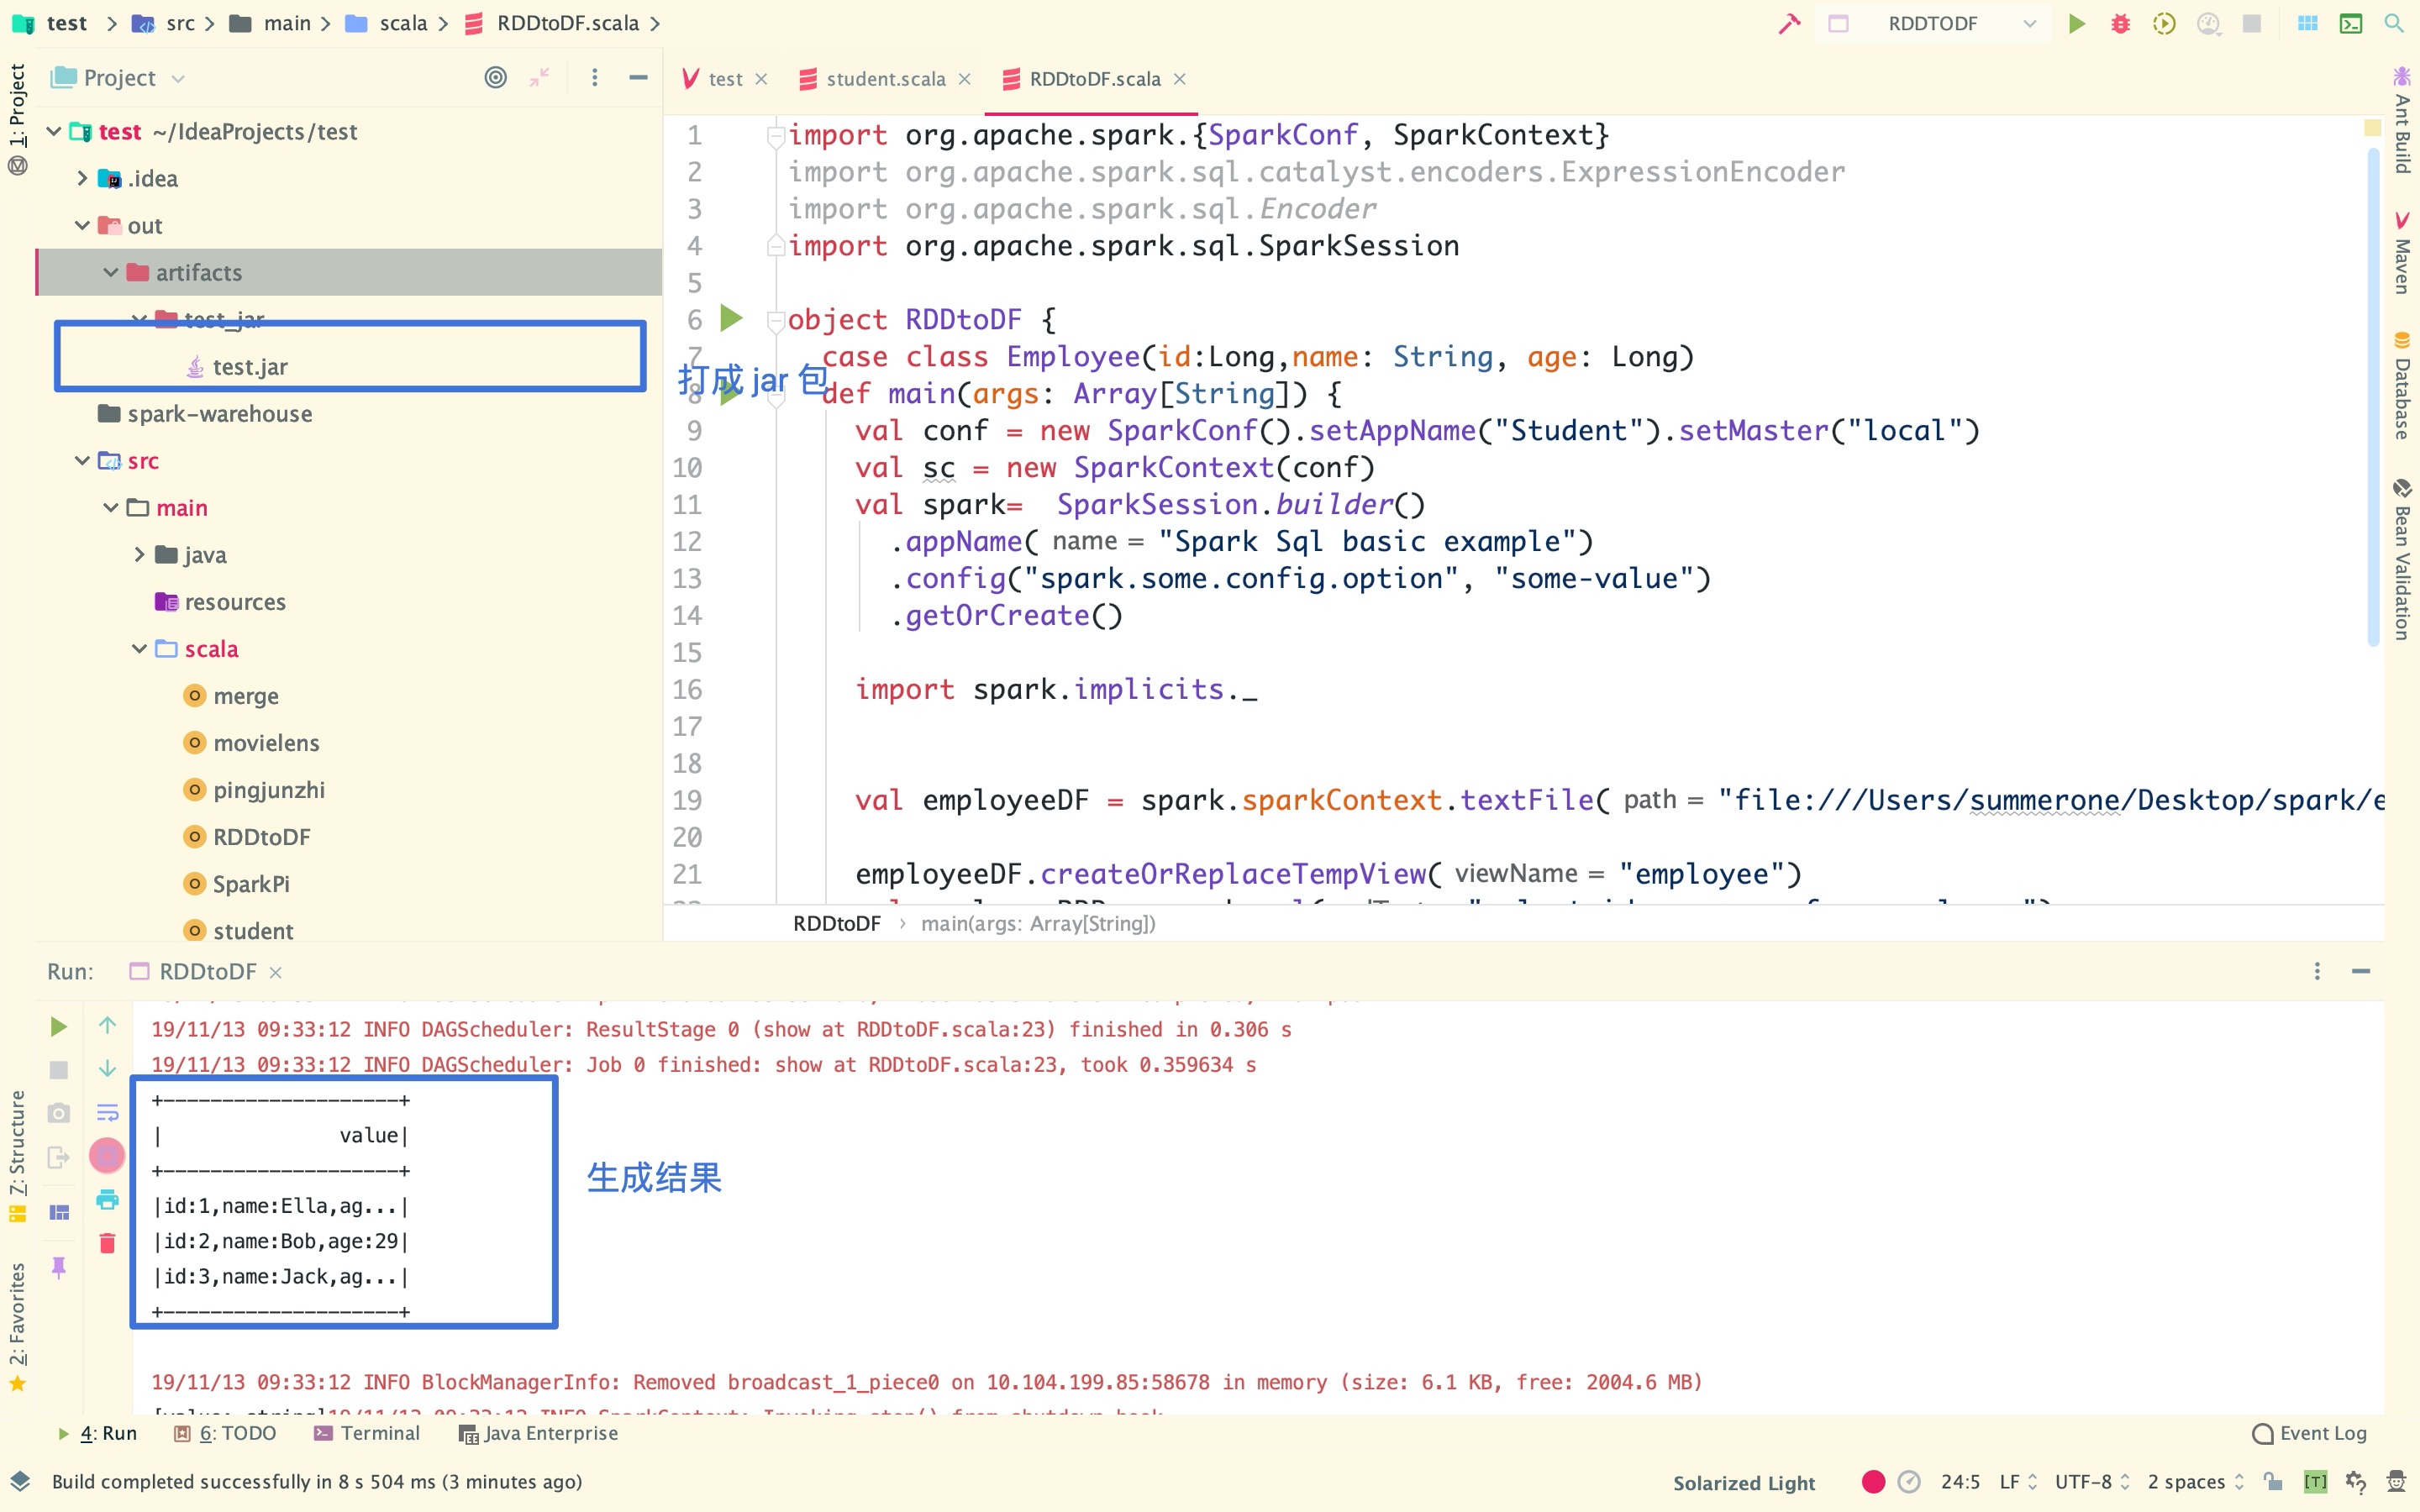 test > src > main > scala > RDDtoDF.scala >
RDDTODF
1: Project
Project
test ~/IdeaProjects/test
.idea
out
artifacts
test_jar
test.jar
spark-warehouse
src
main
java
resources
scala
merge
movielens
pingjunzhi
RDDtoDF
SparkPi
student
打成 jar 包
test
student.scala
RDDtoDF.scala
1 import org.apache.spark.{SparkConf, SparkContext}
2 import org.apache.spark.sql.catalyst.encoders.ExpressionEncoder
3 import org.apache.spark.sql.Encoder
4 import org.apache.spark.sql.SparkSession
5
6 object RDDtoDF {
7 case class Employee(id:Long,name: String, age: Long)
8 def main(args: Array[String]) {
9 val conf = new SparkConf().setAppName("Student").setMaster("local")
10 val sc = new SparkContext(conf)
11 val spark= SparkSession.builder()
12 .appName( name = "Spark Sql basic example")
13 .config("spark.some.config.option", "some-value")
14 .getOrCreate()
15
16 import spark.implicits._
17
18
19 val employeeDF = spark.sparkContext.textFile( path = "file:///Users/summerone/Desktop/spark/e
20
21 employeeDF.createOrReplaceTempView( viewName = "employee")
RDDtoDF > main(args: Array[String])
Ant Build
Maven
Database
Bean Validation
Run: RDDtoDF
19/11/13 09:33:12 INFO DAGScheduler: ResultStage 0 (show at RDDtoDF.scala:23) finished in 0.306 s
19/11/13 09:33:12 INFO DAGScheduler: Job 0 finished: show at RDDtoDF.scala:23, took 0.359634 s
+--------------------+
| value|
+--------------------+
|id:1,name:Ella,ag...|
|id:2,name:Bob,age:29|
|id:3,name:Jack,ag...|
+--------------------+
生成结果
19/11/13 09:33:12 INFO BlockManagerInfo: Removed broadcast_1_piece0 on 10.104.199.85:58678 in memory (size: 6.1 KB, free: 2004.6 MB)
7: Structure
2: Favorites
4: Run
6: TODO
Terminal
Java Enterprise
Event Log
Build completed successfully in 8 s 504 ms (3 minutes ago)
Solarized Light
24:5 LF UTF-8 2 spaces [T]